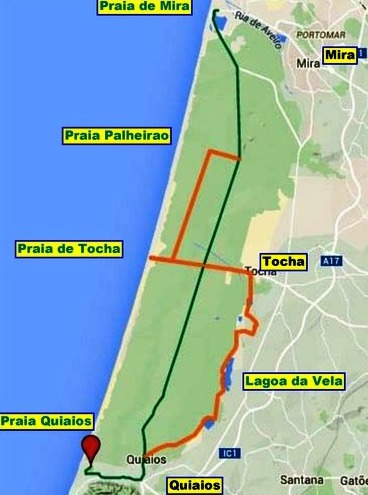 Praia de Mira
Rua de Aveiro
PORTOMAR
Mira
Mira
Praia Palheirao
Praia de Tocha
Tocha
Tocha
A17
Lagoa da Vela
Praia Quiaios
Quiaios
IC1
Quiaios
Santana
Gatõe